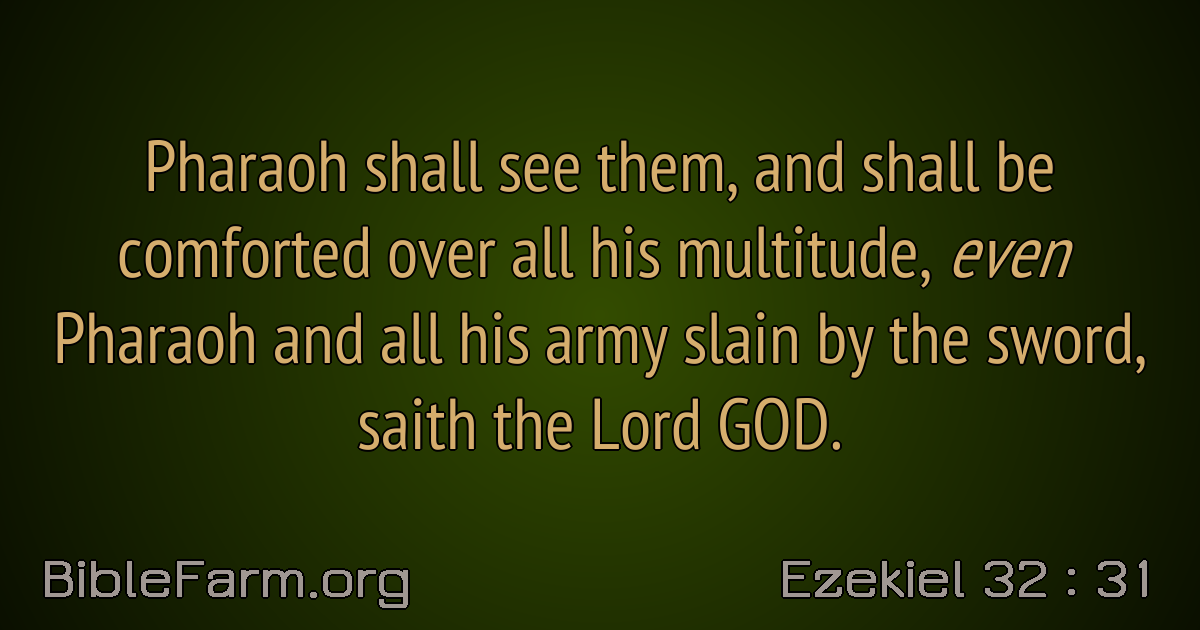 Pharaoh shall see them, and shall be
comforted over all his multitude, even
Pharaoh and all his army slain by the sword,
saith the Lord GOD.
BibleFarm.org
Ezekiel 32 : 31